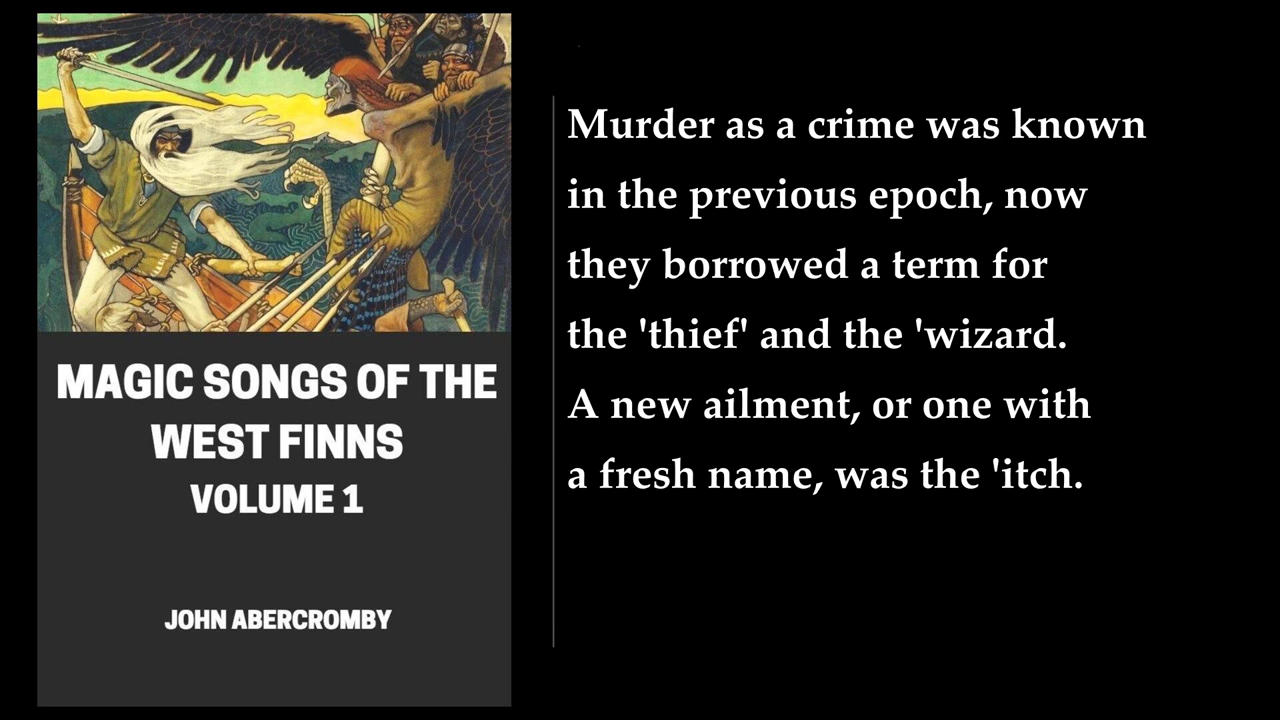 MAGIC SONGS OF THE
WEST FINNS
VOLUME 1
JOHN ABERCROMBY
Murder as a crime was known
in the previous epoch, now
they borrowed a term for
the 'thief' and the 'wizard.
A new ailment, or one with
a fresh name, was the 'itch.